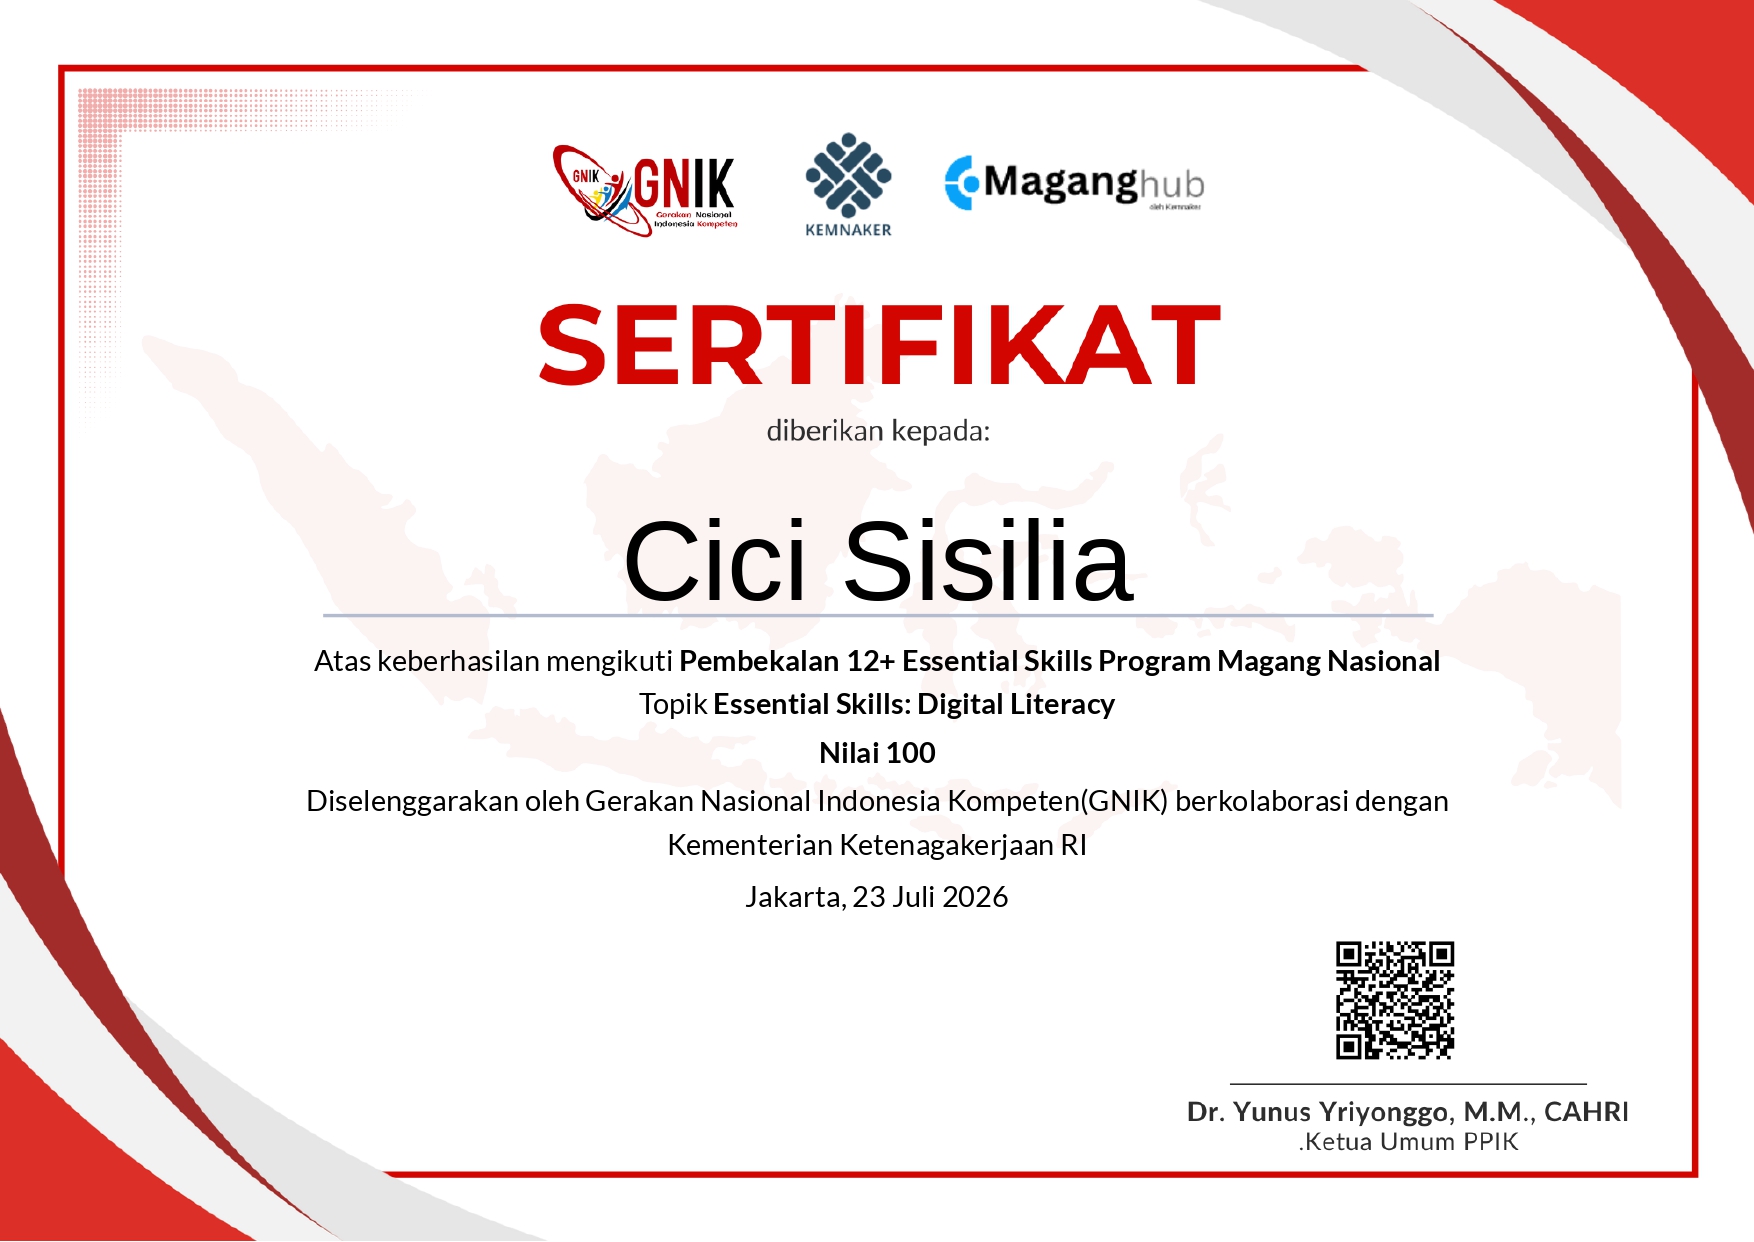 GNIK
GNIK
Gerakan Nasional
Indonesia Kompeten
KEMNAKER
Maganghub
oleh Kemnaker
SERTIFIKAT
diberikan kepada:
Cici Sisilia
Atas keberhasilan mengikuti Pembekalan 12+ Essential Skills Program Magang Nasional
Topik Essential Skills: Digital Literacy
Nilai 100
Diselenggarakan oleh Gerakan Nasional Indonesia Kompeten(GNIK) berkolaborasi dengan
Kementerian Ketenagakerjaan RI
Jakarta, 23 Juli 2026
Dr. Yunus Yriyonggo, M.M., CAHRI
.Ketua Umum PPIK